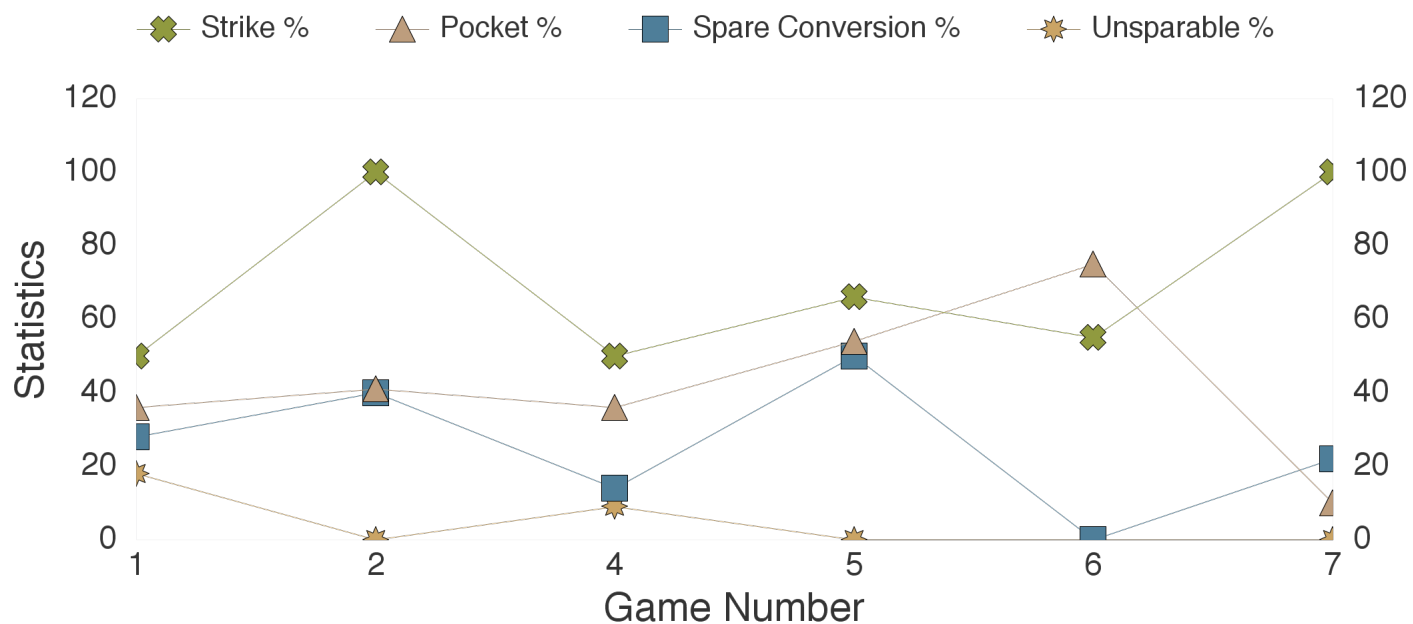 Strike % Pocket % Spare Conversion % Unsparable %
120 120
100 100
80 80
60 60
40 40
20 20
0 0
Statistics
1 2 4 5 6 7
Game Number